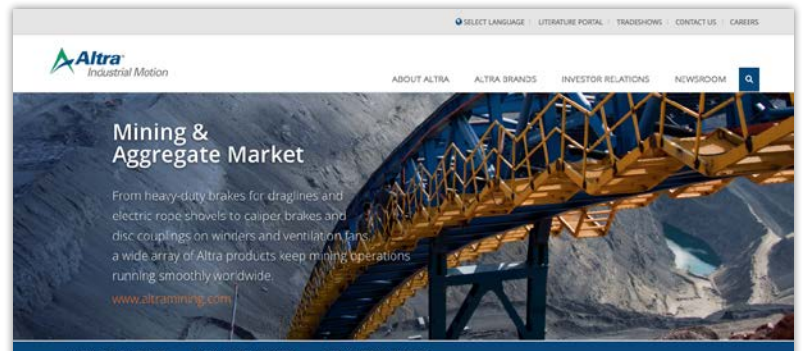 SELECT LANGUAGE | LITERATURE PORTAL | TRADESHOWS | CONTACT US | CAREERS
Altra
Industrial Motion
ABOUT ALTRA ALTRA BRANDS INVESTOR RELATIONS NEWSROOM
Mining &
Aggregate Market
From heavy-duty brakes for draglines and
electric rope shovels to caliper brakes and
disc couplings on winders and ventilation fans,
a wide array of Altra products keep mining operations
running smoothly worldwide.
www.altramining.com